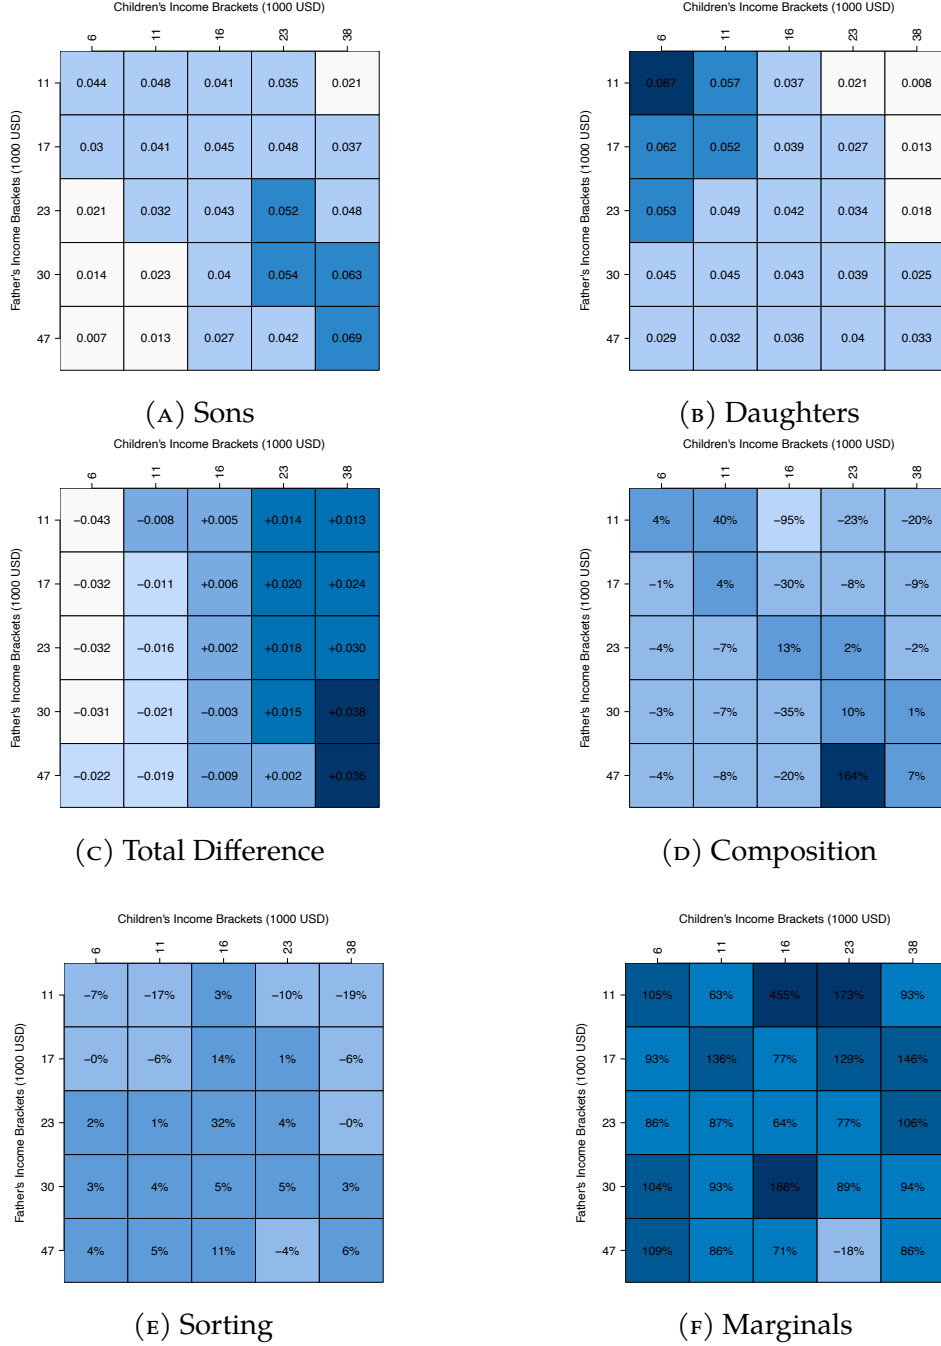 Children's Income Brackets (1000 USD)
6 11 16 23 38
Father's Income Brackets (1000 USD)
11 0.044 0.048 0.041 0.035 0.021
17 0.03 0.041 0.045 0.048 0.037
23 0.021 0.032 0.043 0.052 0.048
30 0.014 0.023 0.04 0.054 0.063
47 0.007 0.013 0.027 0.042 0.069
(A) Sons
Children's Income Brackets (1000 USD)
6 11 16 23 38
Father's Income Brackets (1000 USD)
11 0.087 0.057 0.037 0.021 0.008
17 0.062 0.052 0.039 0.027 0.013
23 0.053 0.049 0.042 0.034 0.018
30 0.045 0.045 0.043 0.039 0.025
47 0.029 0.032 0.036 0.04 0.033
(B) Daughters
Children's Income Brackets (1000 USD)
6 11 16 23 38
Father's Income Brackets (1000 USD)
11 −0.043 −0.008 +0.005 +0.014 +0.013
17 −0.032 −0.011 +0.006 +0.020 +0.024
23 −0.032 −0.016 +0.002 +0.018 +0.030
30 −0.031 −0.021 −0.003 +0.015 +0.038
47 −0.022 −0.019 −0.009 +0.002 +0.036
(C) Total Difference
Children's Income Brackets (1000 USD)
6 11 16 23 38
Father's Income Brackets (1000 USD)
11 4% 40% −95% −23% −20%
17 −1% 4% −30% −8% −9%
23 −4% −7% 13% 2% −2%
30 −3% −7% −35% 10% 1%
47 −4% −8% −20% 164% 7%
(D) Composition
Children's Income Brackets (1000 USD)
6 11 16 23 38
Father's Income Brackets (1000 USD)
11 −7% −17% 3% −10% −19%
17 −0% −6% 14% 1% −6%
23 2% 1% 32% 4% −0%
30 3% 4% 5% 5% 3%
47 4% 5% 11% −4% 6%
(E) Sorting
Children's Income Brackets (1000 USD)
6 11 16 23 38
Father's Income Brackets (1000 USD)
11 105% 63% 455% 173% 93%
17 93% 136% 77% 129% 146%
23 86% 87% 64% 77% 106%
30 104% 93% 186% 89% 94%
47 109% 86% 71% −18% 86%
(F) Marginals